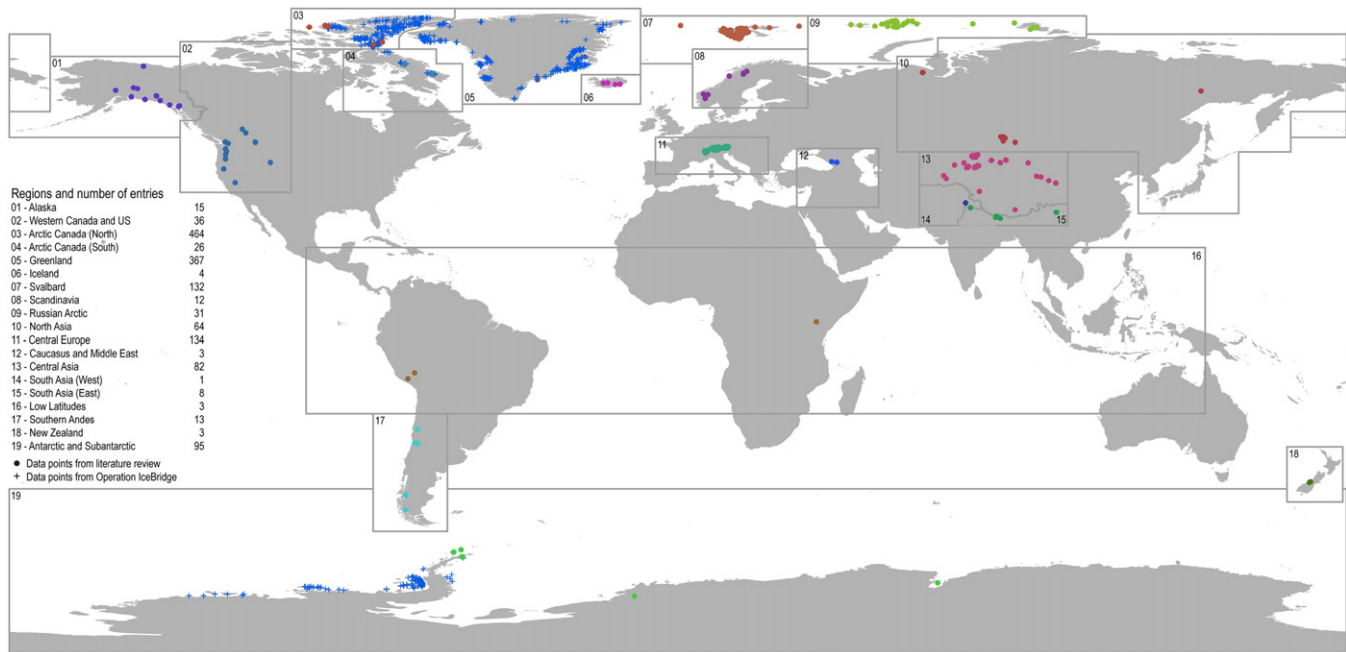 03
07
09
02
01
04
08
10
05
06
11
12
13
14
15
Regions and number of entries
01 - Alaska 15
02 - Western Canada and US 36
03 - Arctic Canada (North) 464
04 - Arctic Canada (South) 26
05 - Greenland 367
06 - Iceland 4
07 - Svalbard 132
08 - Scandinavia 12
09 - Russian Arctic 31
10 - North Asia 64
11 - Central Europe 134
12 - Caucasus and Middle East 3
13 - Central Asia 82
14 - South Asia (West) 1
15 - South Asia (East) 8
16 - Low Latitudes 3
17 - Southern Andes 13
18 - New Zealand 3
19 - Antarctic and Subantarctic 95
Data points from literature review
Data points from Operation IceBridge
16
17
18
19